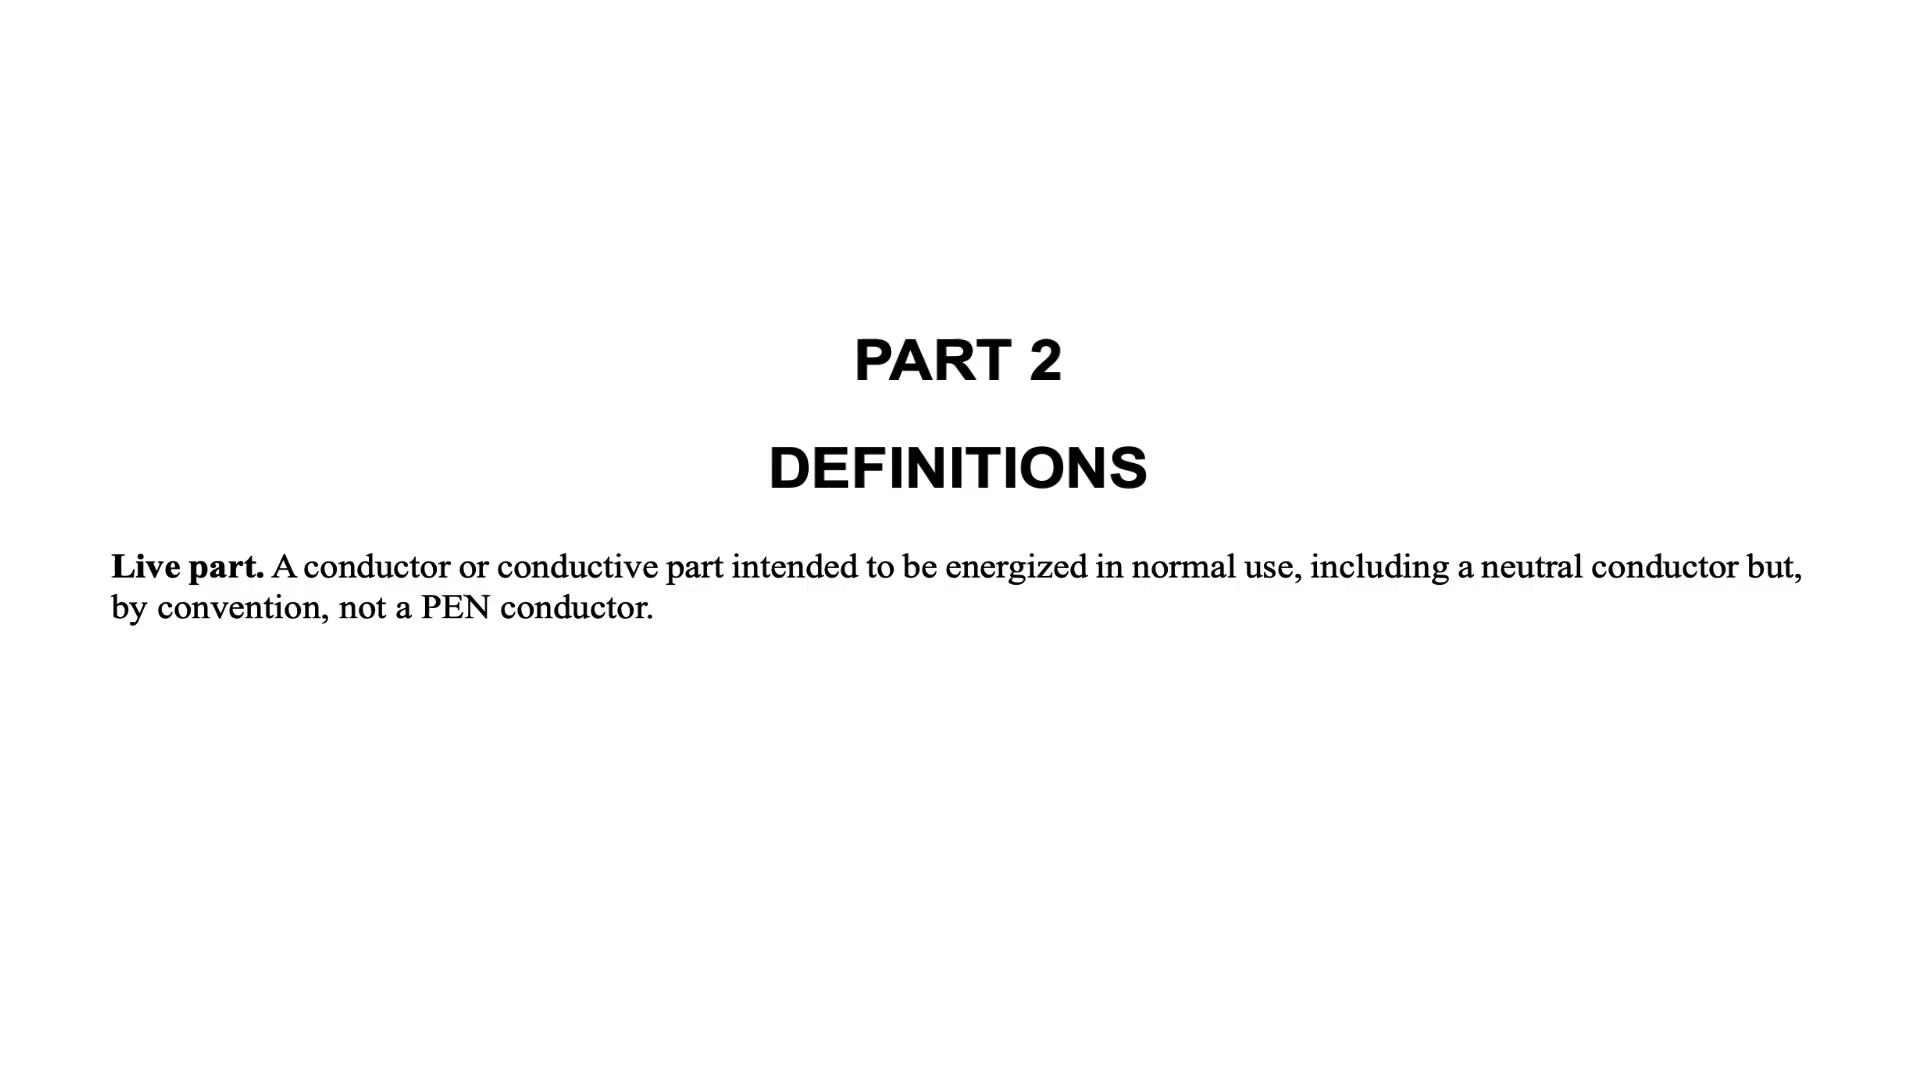 PART 2
DEFINITIONS
Live part. A conductor or conductive part intended to be energized in normal use, including a neutral conductor but,
by convention, not a PEN conductor.